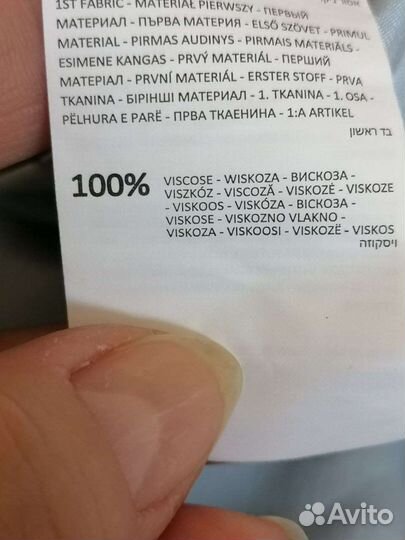 1ST FABRIC - MATERIAŁ PIERWSZY - ПЕРВЫЙ
МАТЕРИАЛ - ПЪРВА МАТЕРИЯ - ELSŐ SZÖVET - PRIMUL
MATERIAL - PIRMAS AUDINYS - PIRMAIS MATERIĀLS -
ESIMENE KANGAS - PRVÝ MATERIÁL - ПЕРШИЙ
МАТЕРІАЛ - PRVNÍ MATERIÁL - ERSTER STOFF - PRVA
TKANINA - БІРІНШІ МАТЕРИАЛ - 1. TKANINA - 1. OSA -
PËLHURA E PARË - ПРВА ТКАЕНИНА - 1:A ARTIKEL
בד ראשון
100% VISCOSE - WISKOZA - ВИСКОЗА -
VISZKÓZ - VISCOZĂ - VISKOZĖ - VISKOZE
- VISKOOS - VISKÓZA - ВІСКОЗА -
VISKOSE - VISKOZNO VLAKNO -
VISKOZA - VISKOOSI - VISKOZË - VISKOS
ויסקוזה
Avito